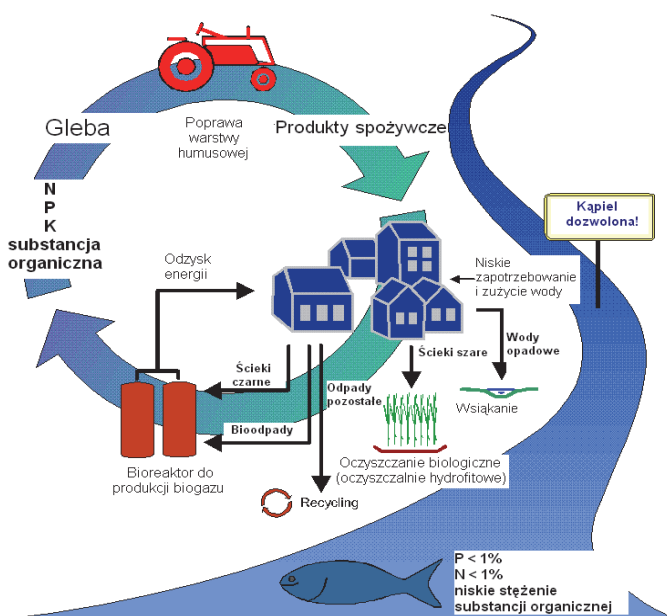 Gleba
Poprawa
warstwy
humusowej
Produkty spożywcze
N
P
K
substancja
organiczna
Kąpiel
dozwolona!
Odzysk
energii
Niskie
zapotrzebowanie
i zużycie wody
Ścieki
czarne
Odpady
pozostałe
Ścieki szare
Wody
opadowe
Wsiąkanie
Bioodpady
Bioreaktor do
produkcji biogazu
Oczyszczanie biologiczne
(oczyszczalnie hydrofitowe)
Recycling
P < 1%
N < 1%
niskie stężenie
substancji organicznej